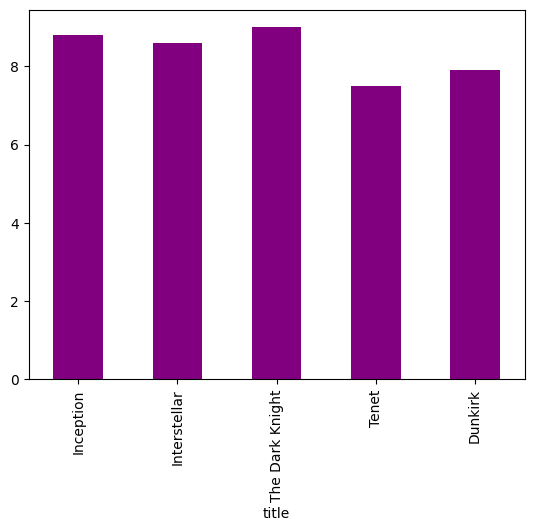 8
6
4
2
0
Inception
Interstellar
The Dark Knight
Tenet
Dunkirk
title